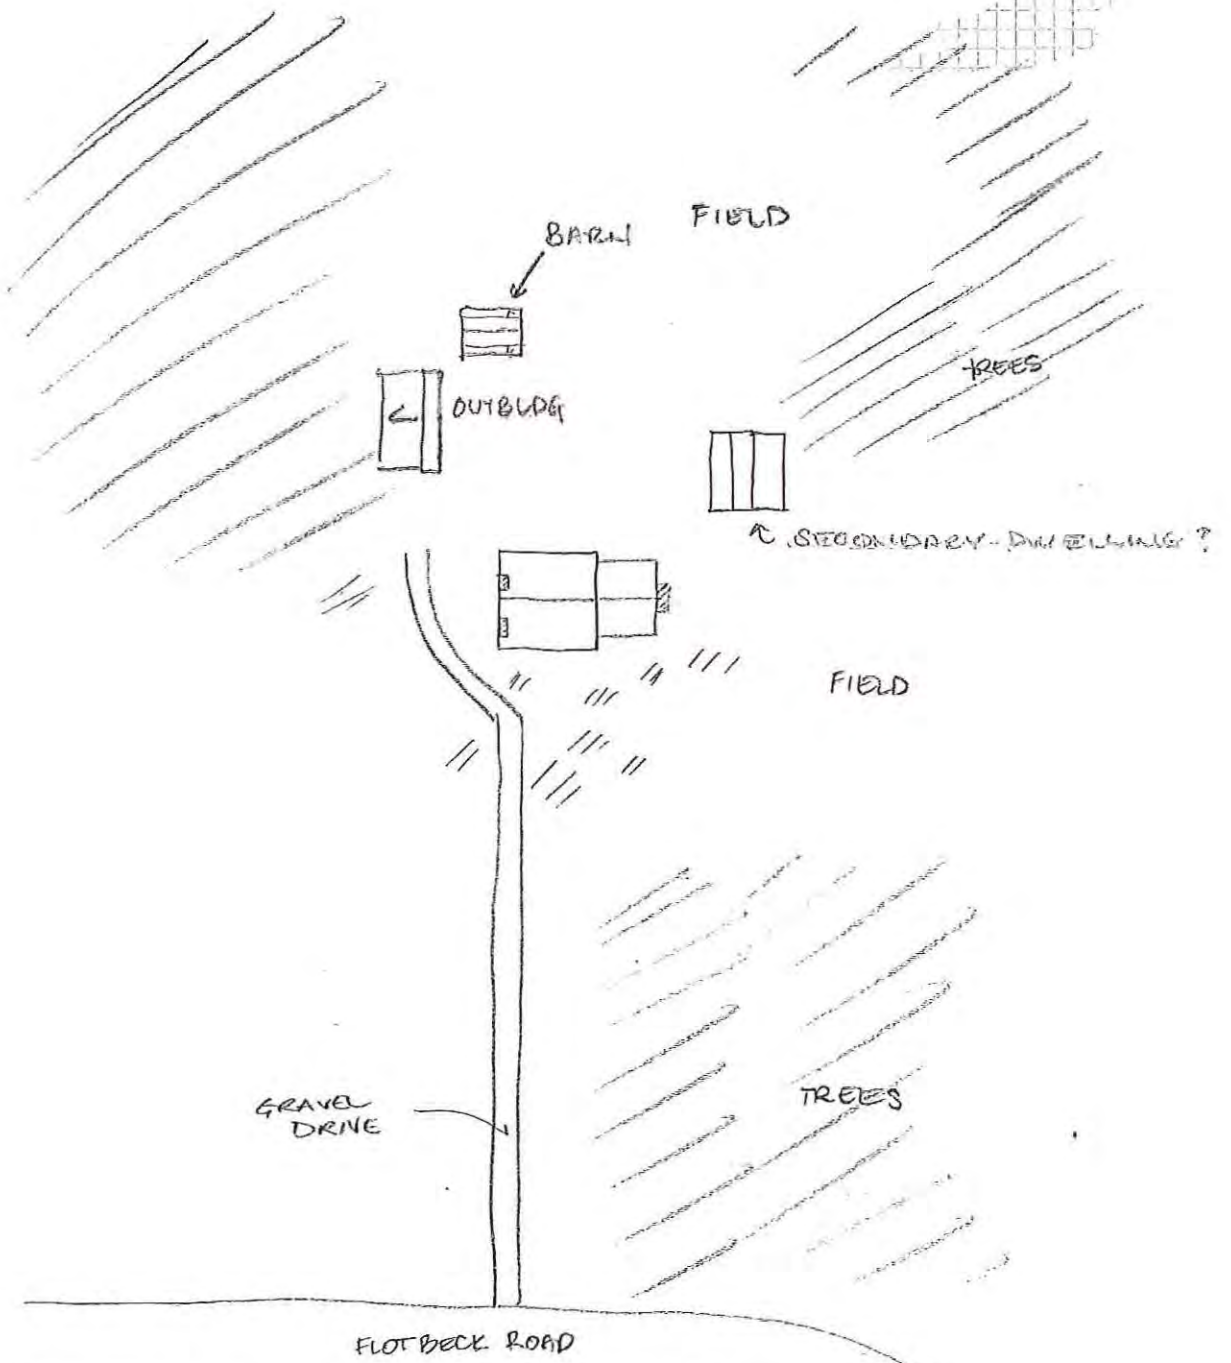 FIELD
BARN
TREES
OUTBLDG
SECONDARY DWELLING?
FIELD
TREES
GRAVEL
DRIVE
FLOTBECK ROAD